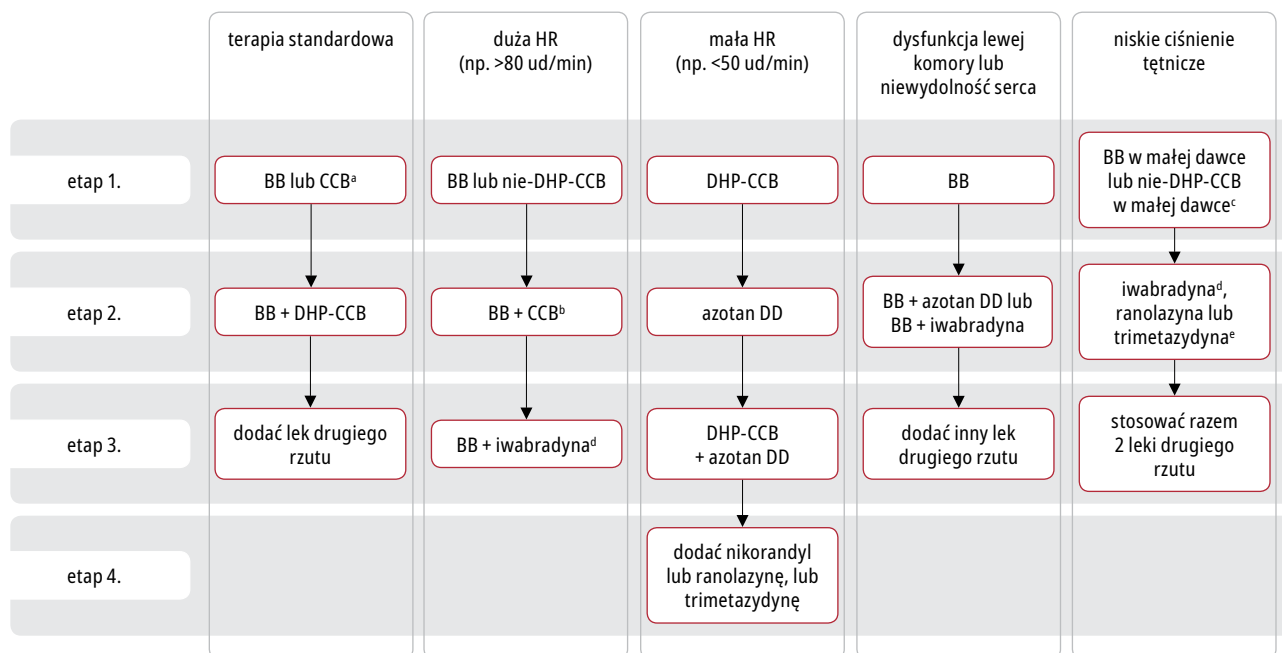 terapia standardowa
duża HR
(np. >80 ud/min)
mała HR
(np. <50 ud/min)
dysfunkcja lewej
komory lub
niewydolność serca
niskie ciśnienie
tętnicze
etap 1.
BB lub CCBᵃ
BB lub nie-DHP-CCB
DHP-CCB
BB
BB w małej dawce
lub nie-DHP-CCB
w małej dawceᶜ
etap 2.
BB + DHP-CCB
BB + CCBᵇ
azotan DD
BB + azotan DD lub
BB + iwabradyna
iwabradynaᵈ,
ranolazyna lub
trimetazydynaᵉ
etap 3.
dodać lek drugiego
rzutu
BB + iwabradynaᵈ
DHP-CCB
+ azotan DD
dodać inny lek
drugiego rzutu
stosować razem
2 leki drugiego
rzutu
etap 4.
dodać nikorandyl
lub ranolazynę, lub
trimetazydynę